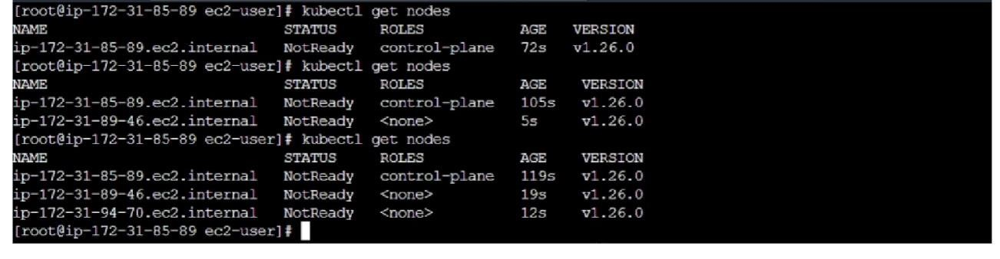 [root@ip-172-31-85-89 ec2-user]# kubectl get nodes
NAME STATUS ROLES AGE VERSION
ip-172-31-85-89.ec2.internal NotReady control-plane 72s v1.26.0
[root@ip-172-31-85-89 ec2-user]# kubectl get nodes
NAME STATUS ROLES AGE VERSION
ip-172-31-85-89.ec2.internal NotReady control-plane 105s v1.26.0
ip-172-31-89-46.ec2.internal NotReady <none> 5s v1.26.0
[root@ip-172-31-85-89 ec2-user]# kubectl get nodes
NAME STATUS ROLES AGE VERSION
ip-172-31-85-89.ec2.internal NotReady control-plane 119s v1.26.0
ip-172-31-89-46.ec2.internal NotReady <none> 19s v1.26.0
ip-172-31-94-70.ec2.internal NotReady <none> 12s v1.26.0
[root@ip-172-31-85-89 ec2-user]#